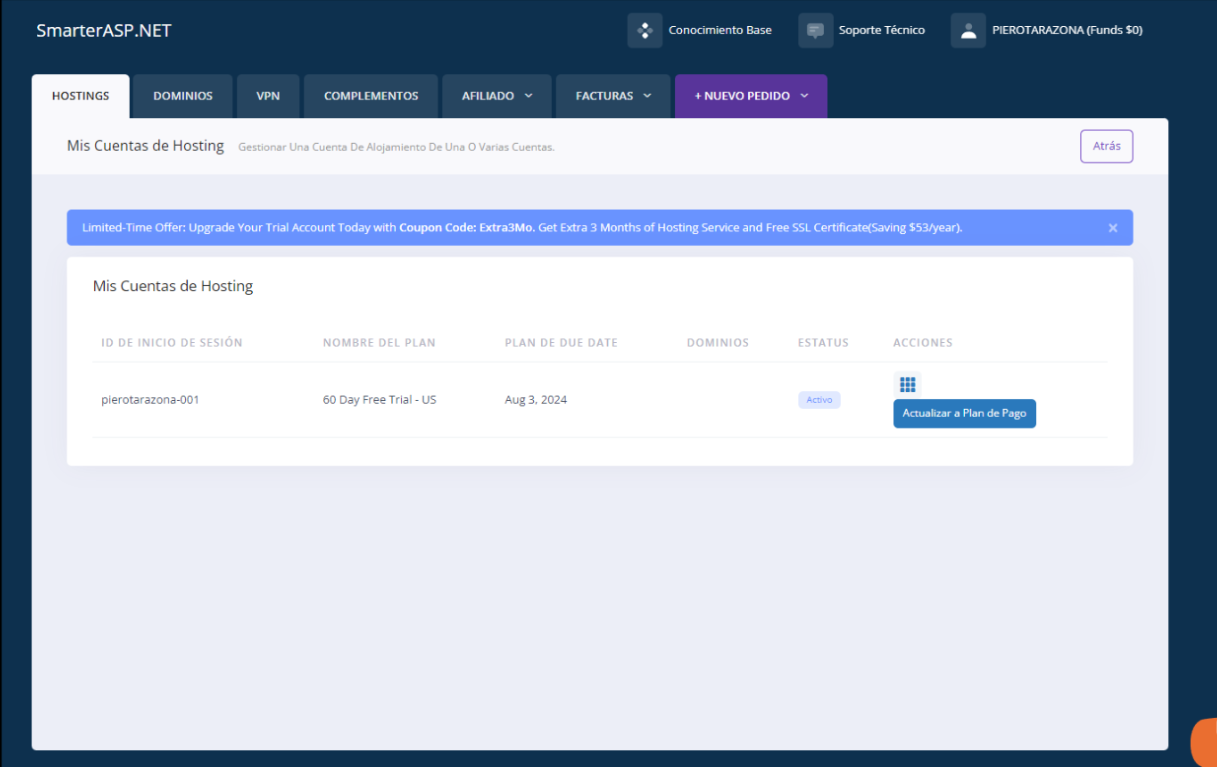 SmarterASP.NET
Conocimiento Base
Soporte Técnico
PIEROTARAZONA (Funds $0)
HOSTINGS
DOMINIOS
VPN
COMPLEMENTOS
AFILIADO
FACTURAS
+ NUEVO PEDIDO
Mis Cuentas de Hosting
Gestionar Una Cuenta De Alojamiento De Una O Varias Cuentas.
Atrás
Limited-Time Offer: Upgrade Your Trial Account Today with Coupon Code: Extra3Mo. Get Extra 3 Months of Hosting Service and Free SSL Certificate(Saving $53/year).
Mis Cuentas de Hosting
ID DE INICIO DE SESIÓN
NOMBRE DEL PLAN
PLAN DE DUE DATE
DOMINIOS
ESTATUS
ACCIONES
pierotarazona-001
60 Day Free Trial - US
Aug 3, 2024
Activo
Actualizar a Plan de Pago